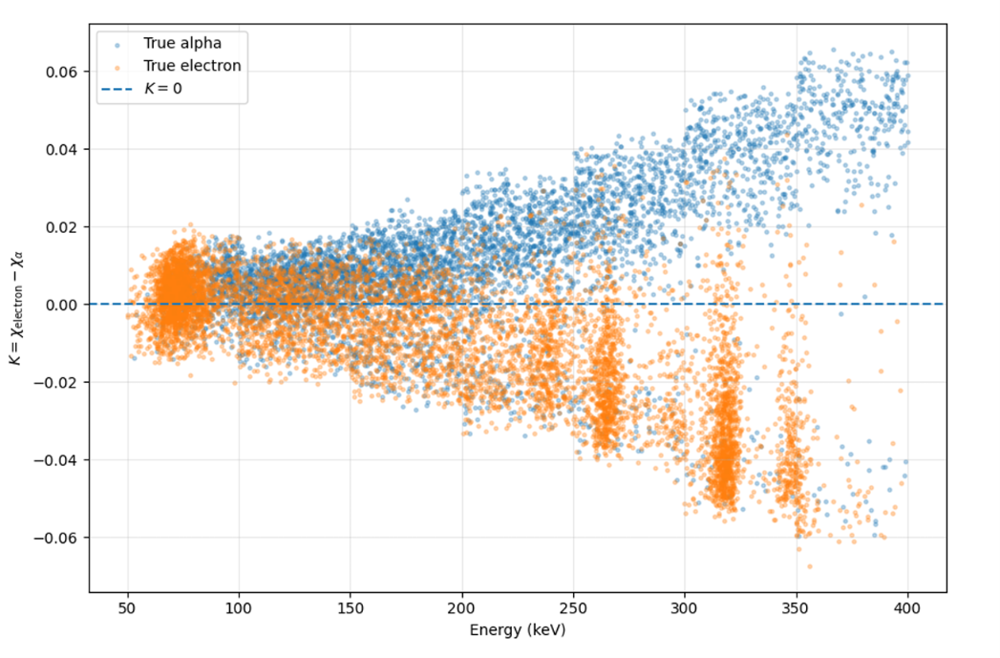 True alpha
True electron
K = 0
0.06
0.04
0.02
0.00
−0.02
−0.04
−0.06
K = χelectron − χα
50 100 150 200 250 300 350 400
Energy (keV)